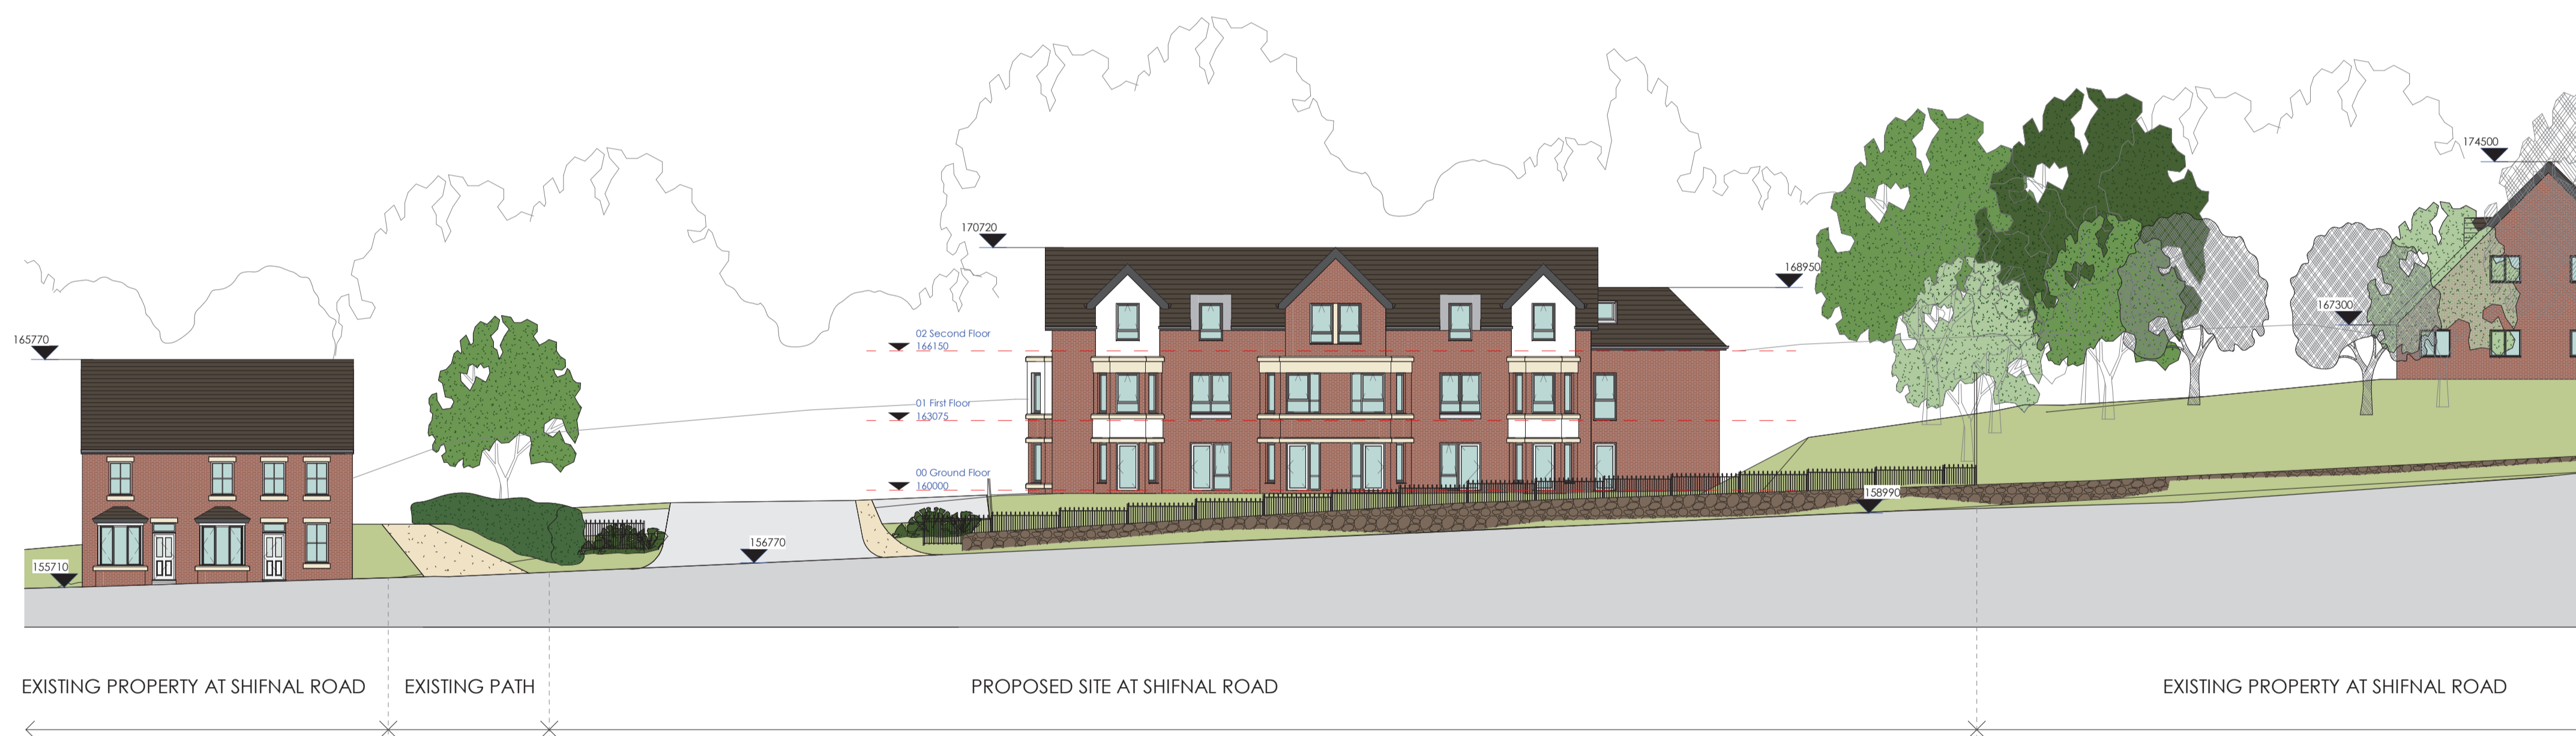 174500
170720
168950
167300
02 Second Floor
166150
165770
01 First Floor
163075
00 Ground Floor
160000
158990
156770
155710
EXISTING PROPERTY AT SHIFNAL ROAD
EXISTING PATH
PROPOSED SITE AT SHIFNAL ROAD
EXISTING PROPERTY AT SHIFNAL ROAD